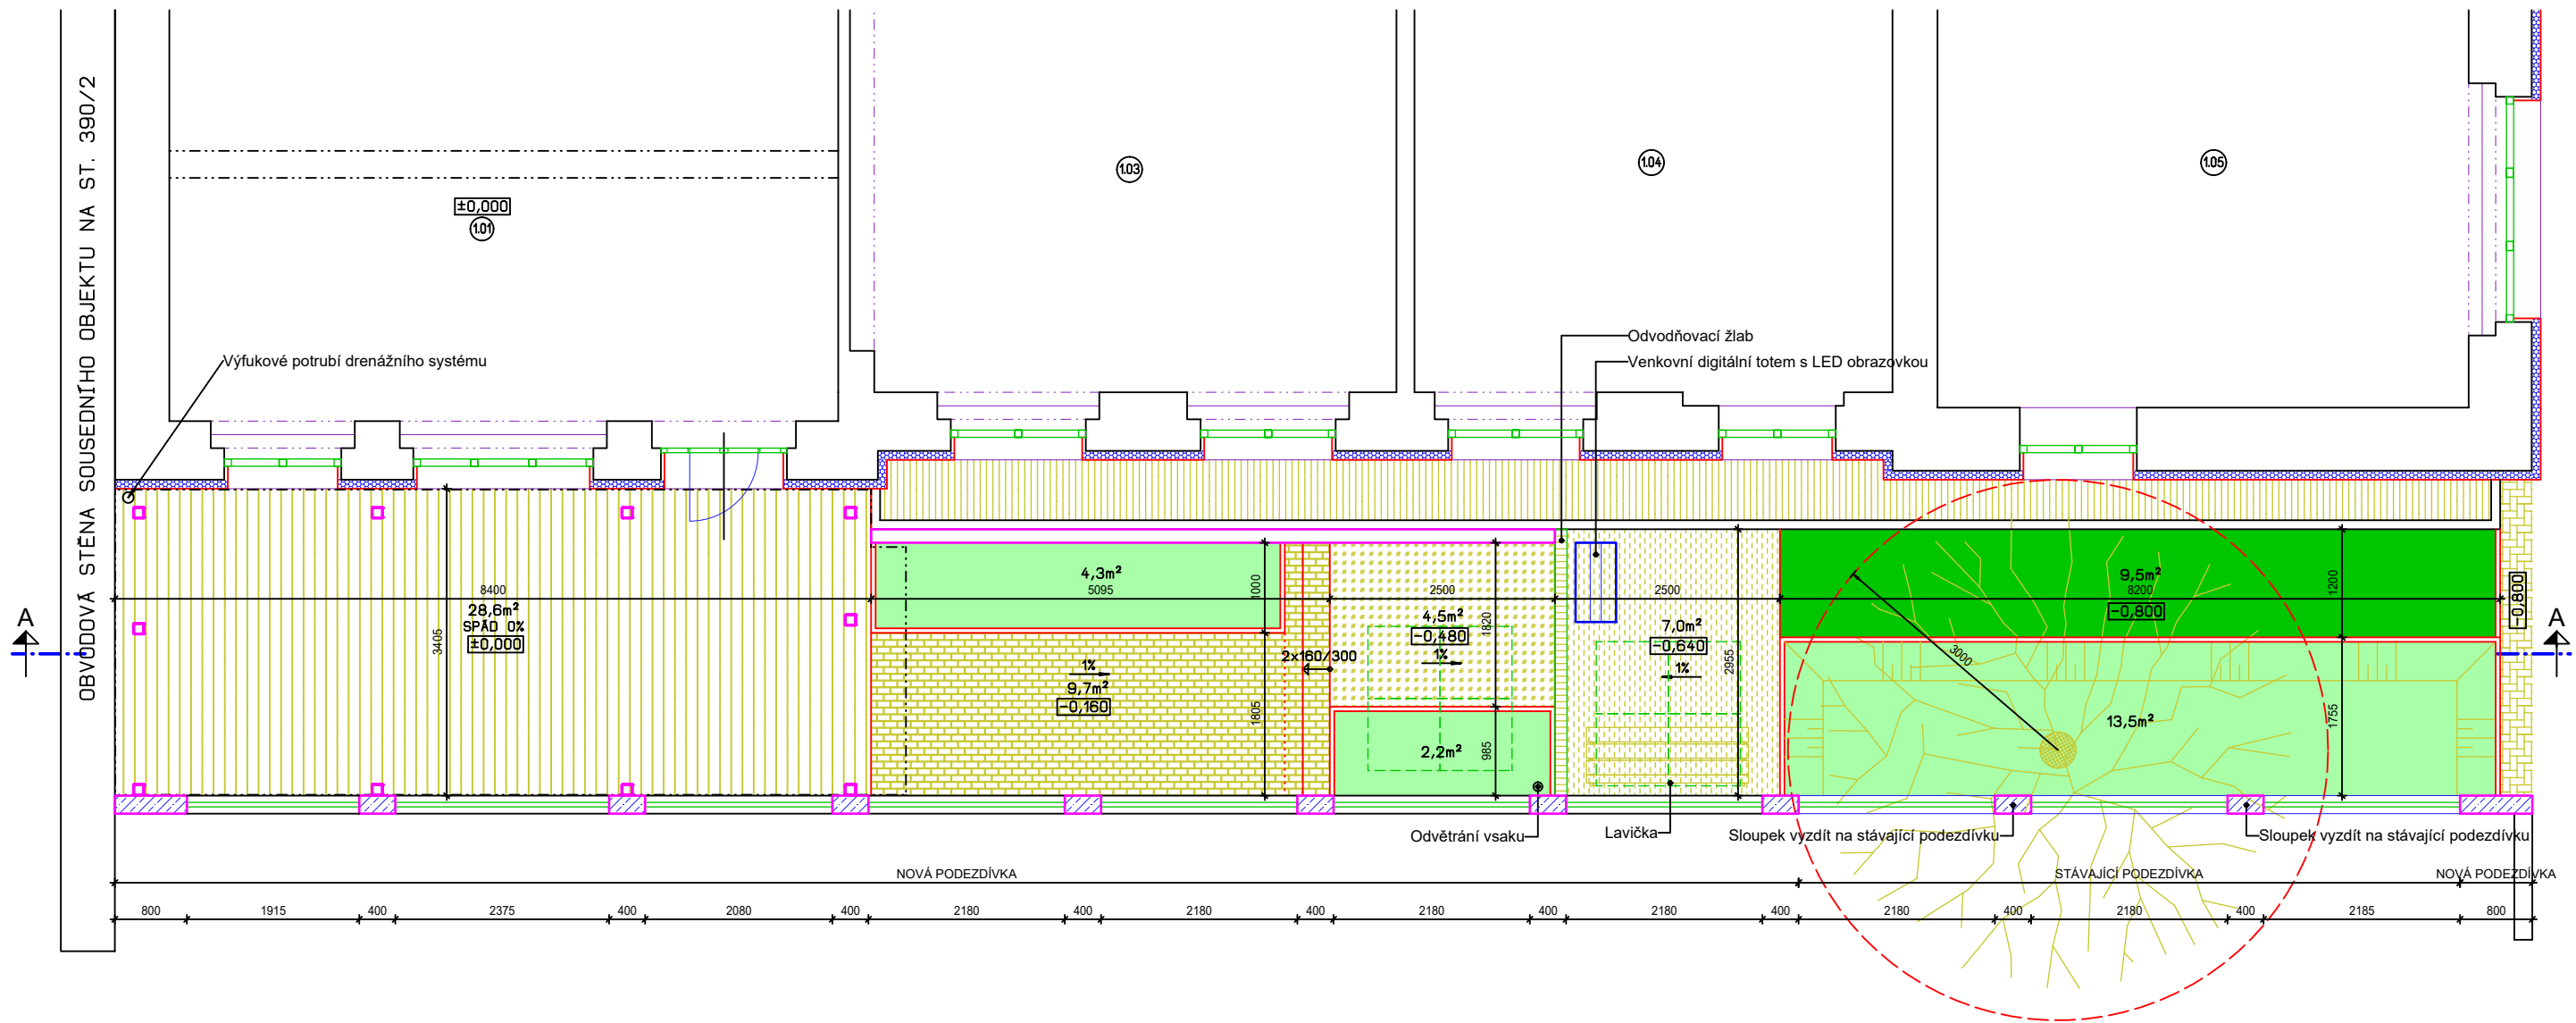 OBVODOVÁ STĚNA SOUSEDNÍHO OBJEKTU NA ST. 390/2
±0,000
1.01
1.03
1.04
1.05
Výfukové potrubí drenážního systému
Odvodňovací žlab
Venkovní digitální totem s LED obrazovkou
8400
28,6m²
SPÁD 0%
±0,000
3405
4,3m²
5095
1000
1%
9,7m²
-0,160
1805
2×160/300
2500
4,5m²
-0,480
1%
1820
2,2m²
985
2500
7,0m²
-0,640
1%
2955
9,5m²
8200
-0,800
1200
3000
13,5m²
1755
-0,800
A
A
Odvětrání vsaku
Lavička
Sloupek vyzdít na stávající podezdívku
Sloupek vyzdít na stávající podezdívku
NOVÁ PODEZDÍVKA
STÁVAJÍCÍ PODEZDÍVKA
NOVÁ PODEZDÍVKA
800 1915 400 2375 400 2080 400 2180 400 2180 400 2180 400 2180 400 2180 400 2180 400 2185 800